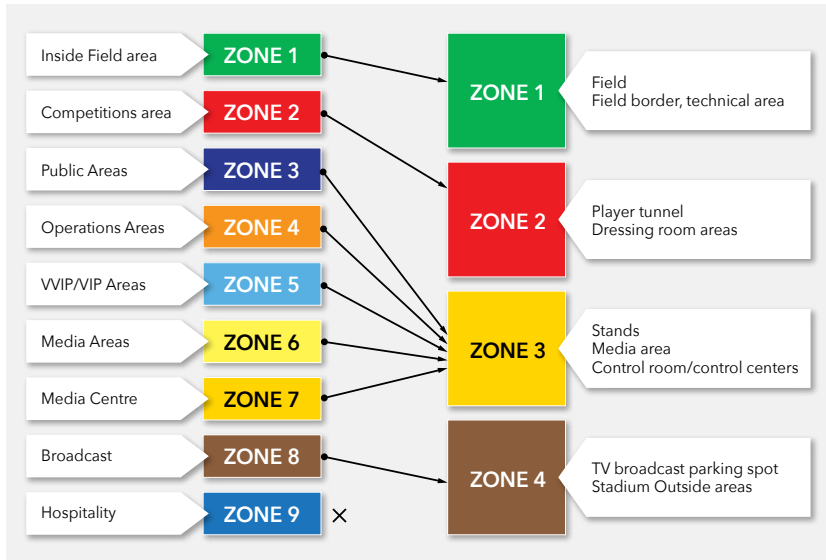 Inside Field area
ZONE 1
Competitions area
ZONE 2
Public Areas
ZONE 3
Operations Areas
ZONE 4
VVIP/VIP Areas
ZONE 5
Media Areas
ZONE 6
Media Centre
ZONE 7
Broadcast
ZONE 8
Hospitality
ZONE 9
ZONE 1
Field
Field border, technical area
ZONE 2
Player tunnel
Dressing room areas
ZONE 3
Stands
Media area
Control room/control centers
ZONE 4
TV broadcast parking spot
Stadium Outside areas